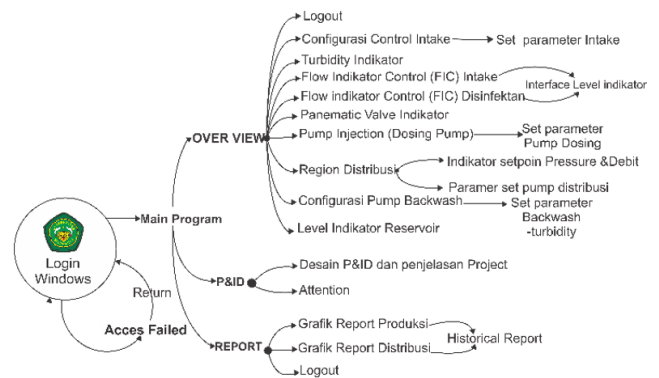 Logout
Configurasi Control Intake
Set parameter Intake
Turbidity Indikator
Flow Indikator Control (FIC) Intake
Interface Level indikator
Flow indikator Control (FIC) Disinfektan
Panematic Valve Indikator
OVER VIEW
Pump Injection (Dosing Pump)
Set parameter
Pump Dosing
Region Distribusi
Indikator setpoin Pressure &Debit
Paramer set pump distribusi
Configurasi Pump Backwash
Set parameter
Backwash
-turbidity
Level Indikator Reservoir
Main Program
Login
Windows
Return
Acces Failed
P&ID
Desain P&ID dan penjelasan Project
Attention
REPORT
Grafik Report Produksi
Historical Report
Grafik Report Distribusi
Logout